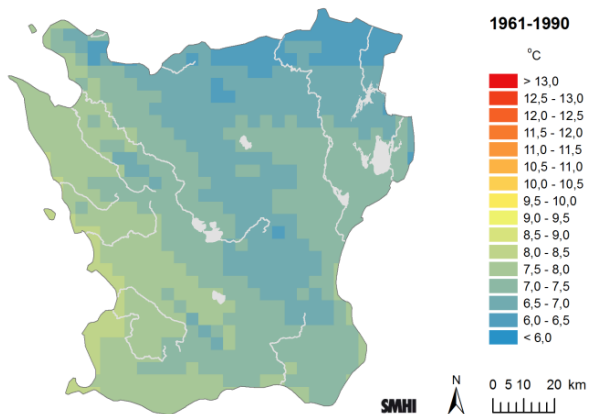 1961-1990
°C
> 13,0
12,5 - 13,0
12,0 - 12,5
11,5 - 12,0
11,0 - 11,5
10,5 - 11,0
10,0 - 10,5
9,5 - 10,0
9,0 - 9,5
8,5 - 9,0
8,0 - 8,5
7,5 - 8,0
7,0 - 7,5
6,5 - 7,0
6,0 - 6,5
< 6,0
SMHI
N
0 5 10 20 km